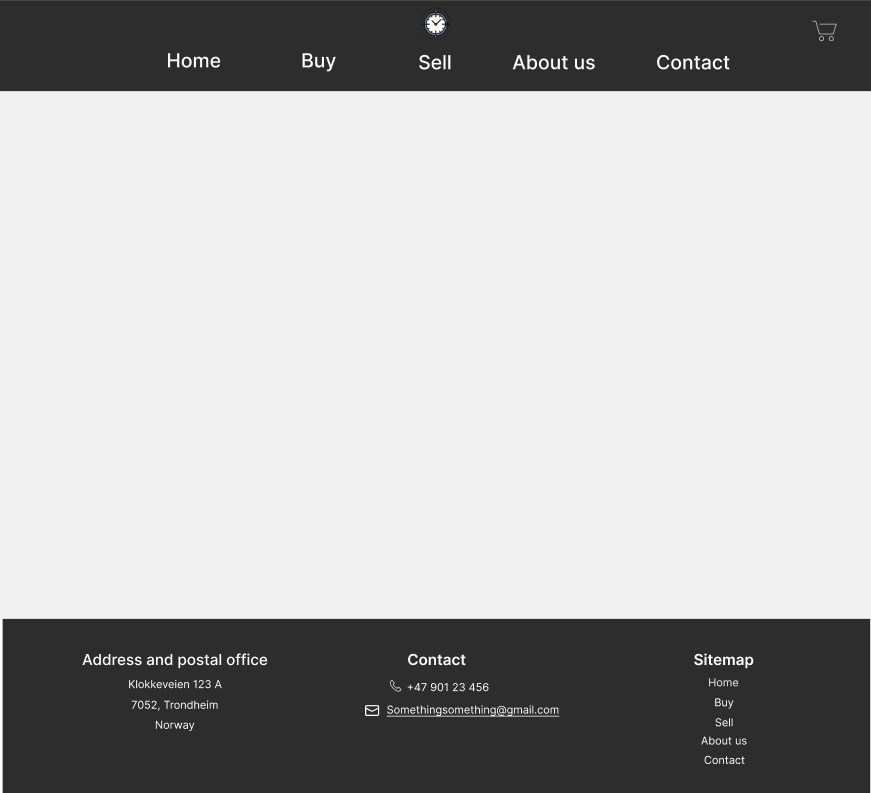 Home Buy Sell About us Contact
Address and postal office
Klokkeveien 123 A
7052, Trondheim
Norway
Contact
+47 901 23 456
Somethingsomething@gmail.com
Sitemap
Home
Buy
Sell
About us
Contact